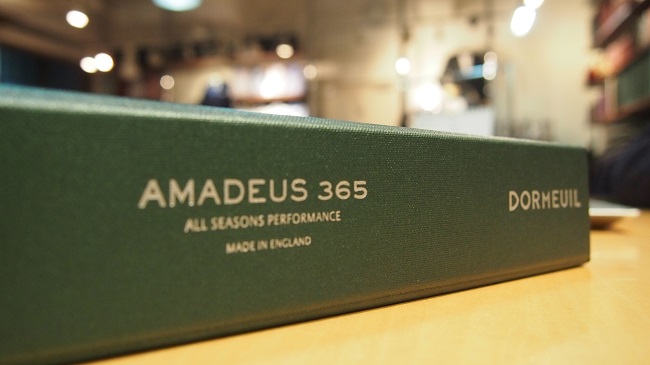 AMADEUS 365
ALL SEASONS PERFORMANCE
MADE IN ENGLAND
DORMEUIL